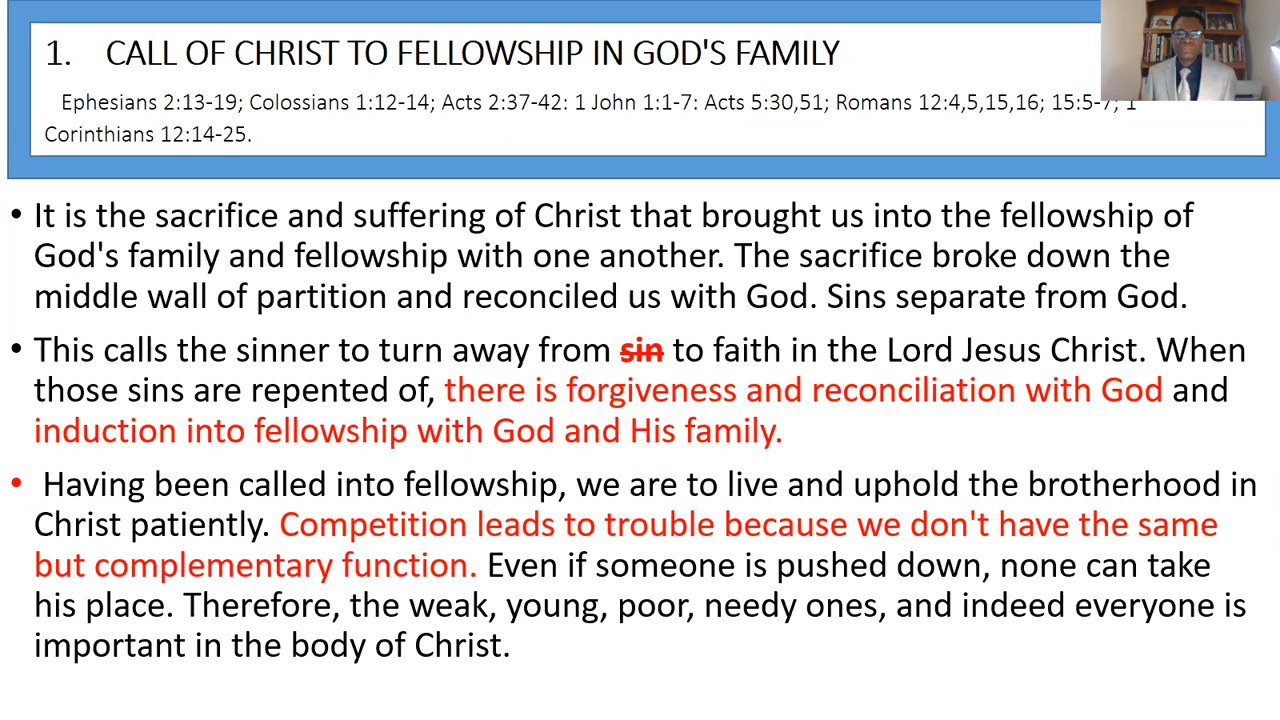 1. CALL OF CHRIST TO FELLOWSHIP IN GOD'S FAMILY
Ephesians 2:13-19; Colossians 1:12-14; Acts 2:37-42: 1 John 1:1-7: Acts 5:30,51; Romans 12:4,5,15,16; 15:5-7; 1
Corinthians 12:14-25.
• It is the sacrifice and suffering of Christ that brought us into the fellowship of
God's family and fellowship with one another. The sacrifice broke down the
middle wall of partition and reconciled us with God. Sins separate from God.
• This calls the sinner to turn away from sin to faith in the Lord Jesus Christ. When
those sins are repented of, there is forgiveness and reconciliation with God and
induction into fellowship with God and His family.
• Having been called into fellowship, we are to live and uphold the brotherhood in
Christ patiently. Competition leads to trouble because we don't have the same
but complementary function. Even if someone is pushed down, none can take
his place. Therefore, the weak, young, poor, needy ones, and indeed everyone is
important in the body of Christ.